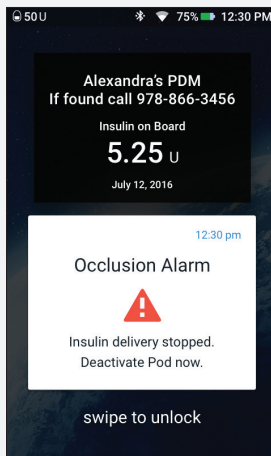 50 U 75% 12:30 PM
Alexandra's PDM
If found call 978-866-3456
Insulin on Board
5.25 U
July 12, 2016
12:30 pm
Occlusion Alarm
Insulin delivery stopped.
Deactivate Pod now.
swipe to unlock